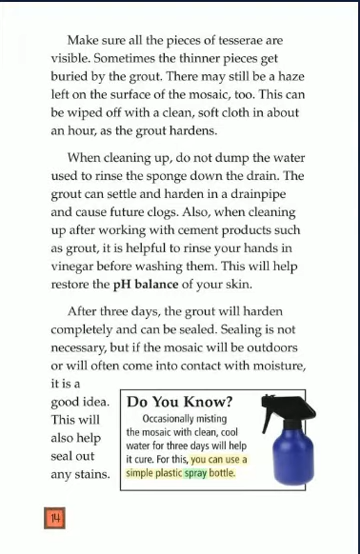 Make sure all the pieces of tesserae are
visible. Sometimes the thinner pieces get
buried by the grout. There may still be a haze
left on the surface of the mosaic, too. This can
be wiped off with a clean, soft cloth in about
an hour, as the grout hardens.
When cleaning up, do not dump the water
used to rinse the sponge down the drain. The
grout can settle and harden in a drainpipe
and cause future clogs. Also, when cleaning
up after working with cement products such
as grout, it is helpful to rinse your hands in
vinegar before washing them. This will help
restore the pH balance of your skin.
After three days, the grout will harden
completely and can be sealed. Sealing is not
necessary, but if the mosaic will be outdoors
or will often come into contact with moisture,
it is a
good idea.
This will
also help
seal out
any stains.
Do You Know?
Occasionally misting
the mosaic with clean, cool
water for three days will help
it cure. For this, you can use a
simple plastic spray bottle.
14